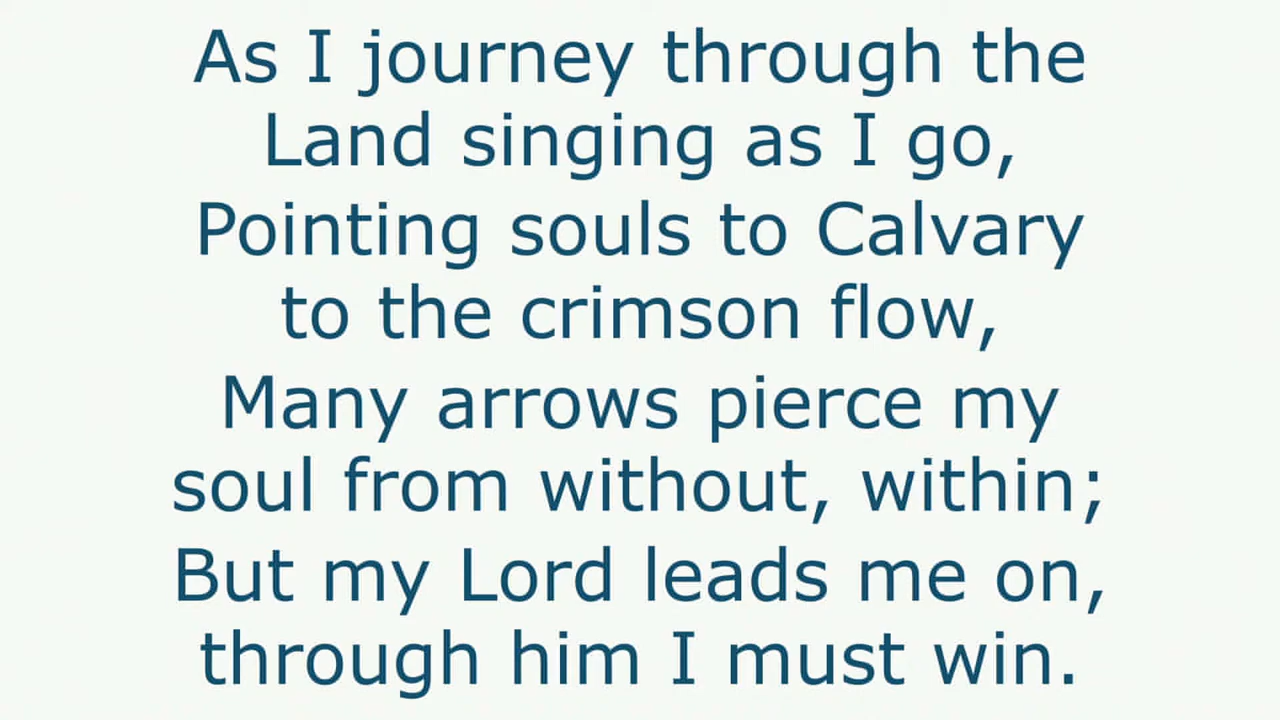 As I journey through the
Land singing as I go,
Pointing souls to Calvary
to the crimson flow,
Many arrows pierce my
soul from without, within;
But my Lord leads me on,
through him I must win.